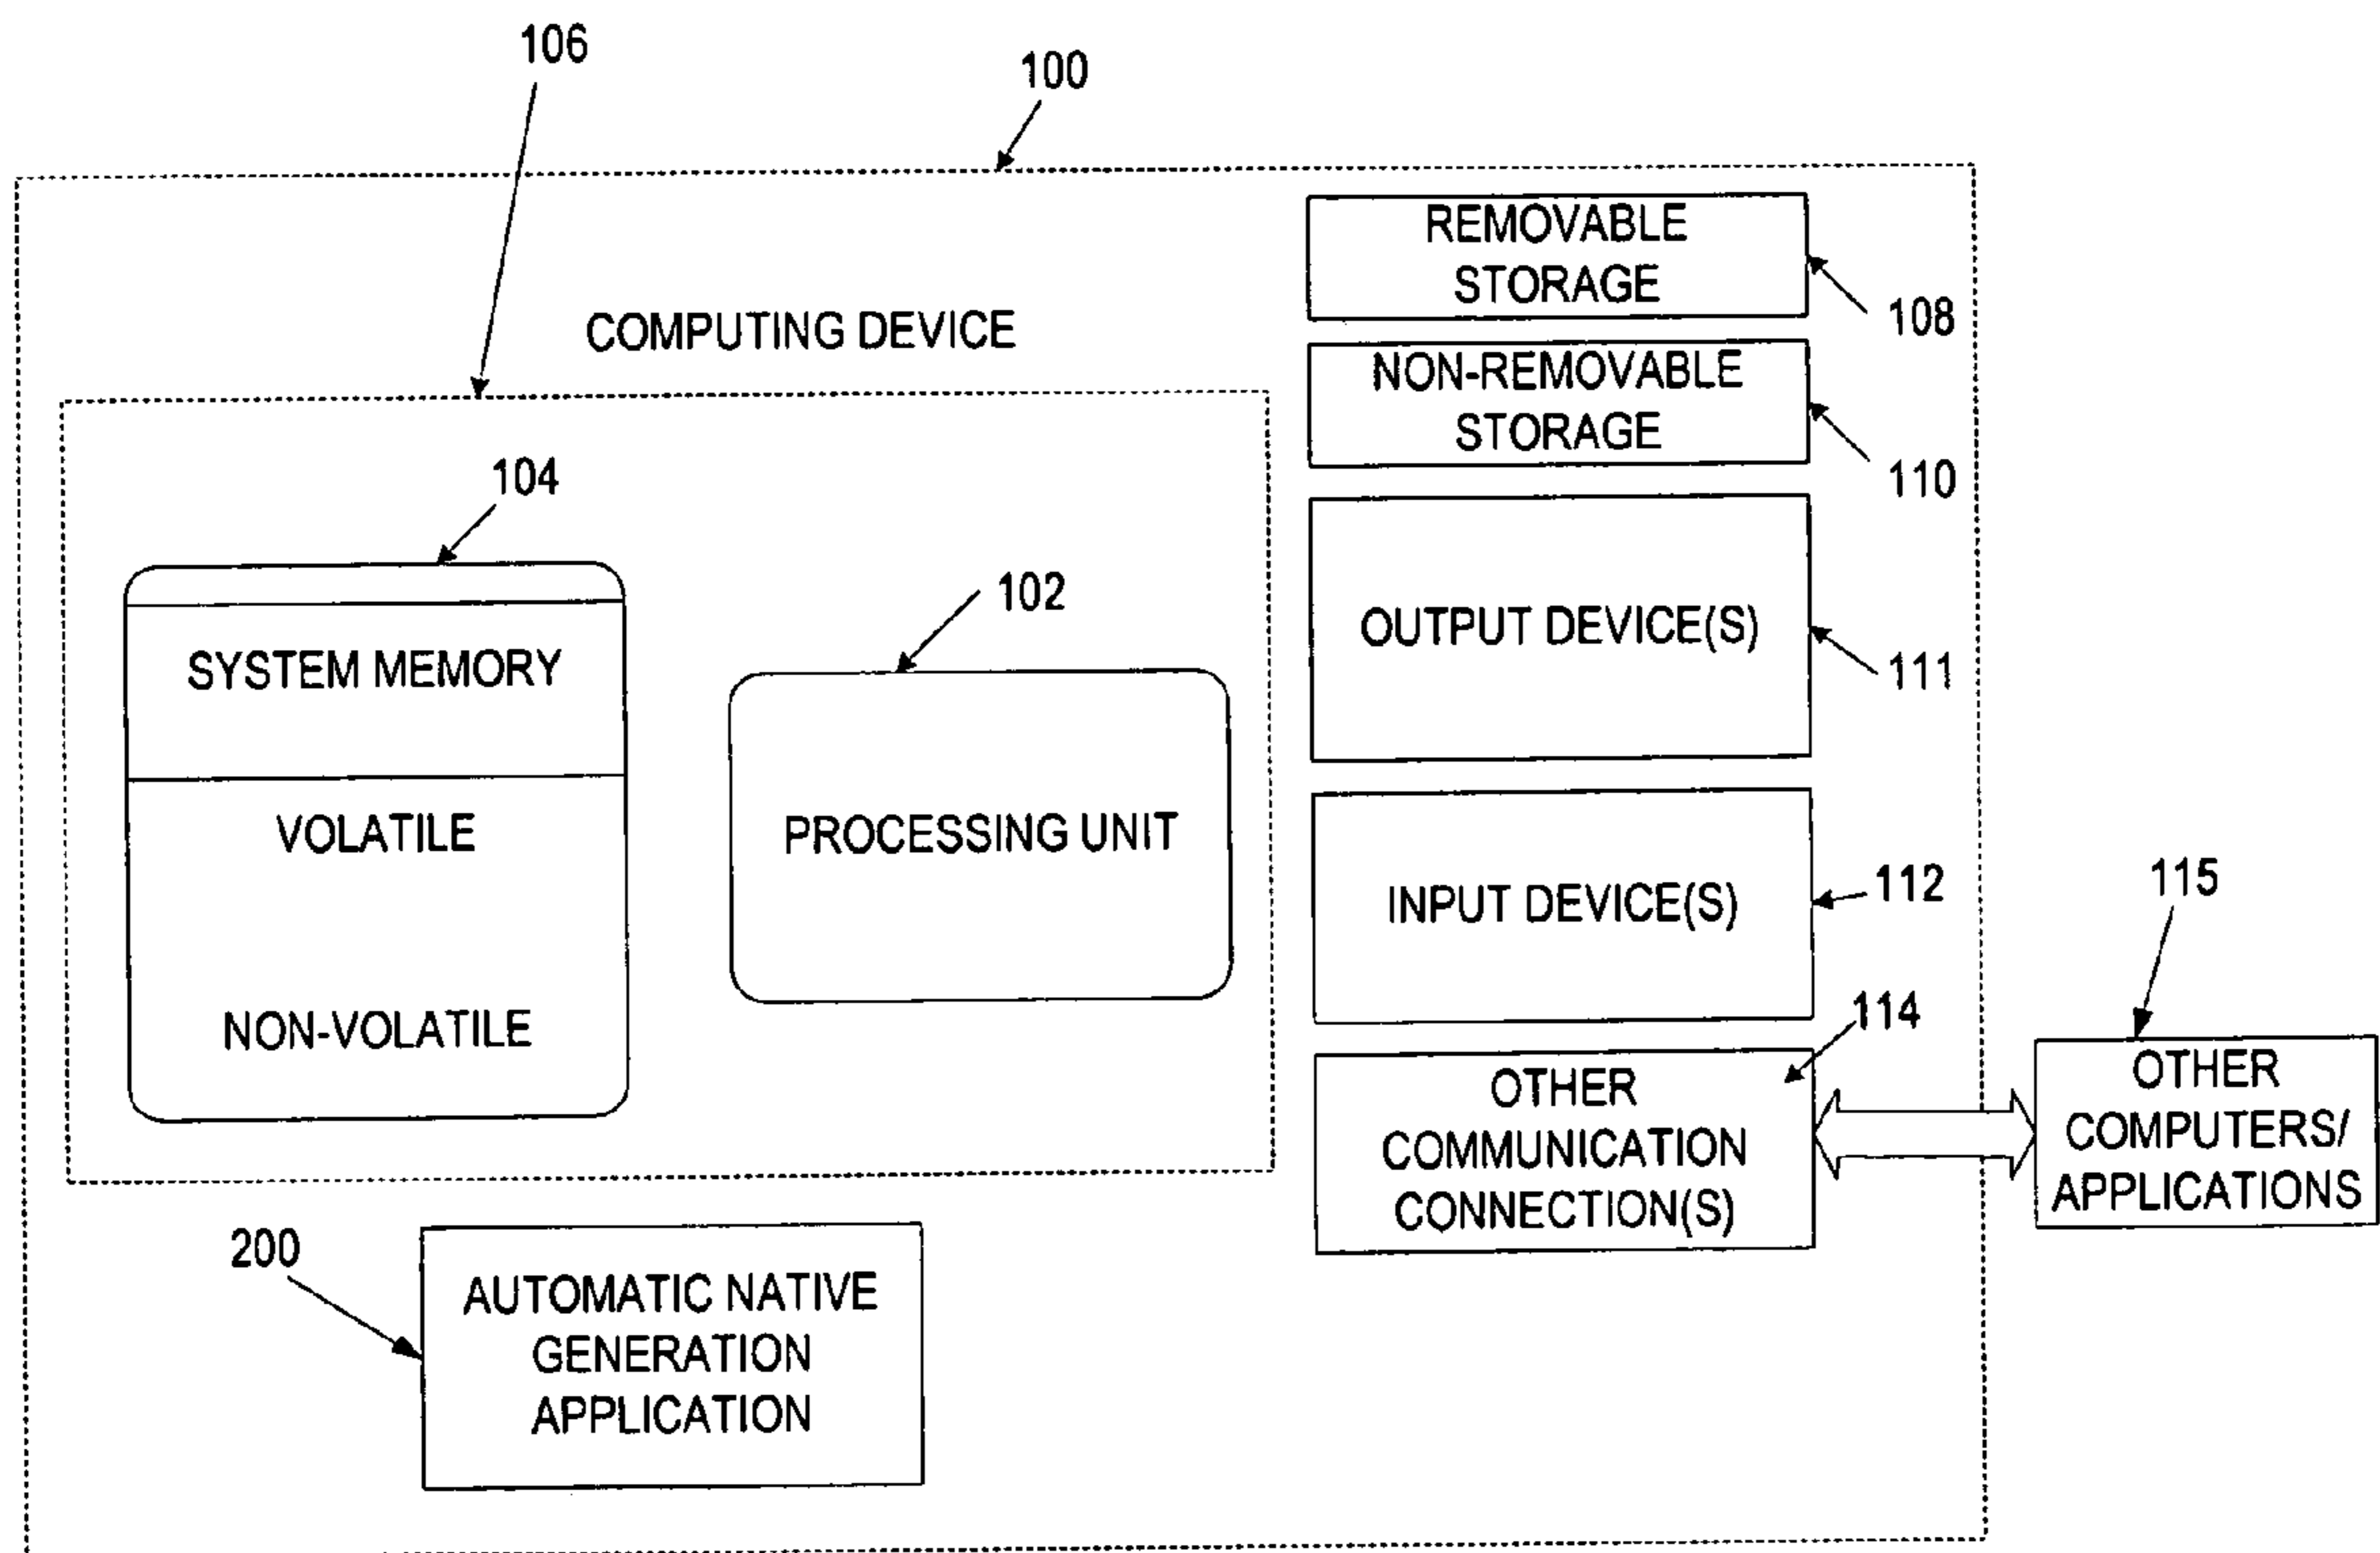 106
100
REMOVABLE
STORAGE
108
COMPUTING DEVICE
NON-REMOVABLE
STORAGE
110
104
102
SYSTEM MEMORY
OUTPUT DEVICE(S)
111
VOLATILE
PROCESSING UNIT
INPUT DEVICE(S)
112
115
NON-VOLATILE
114
OTHER
COMMUNICATION
CONNECTION(S)
OTHER
COMPUTERS/
APPLICATIONS
200
AUTOMATIC NATIVE
GENERATION
APPLICATION